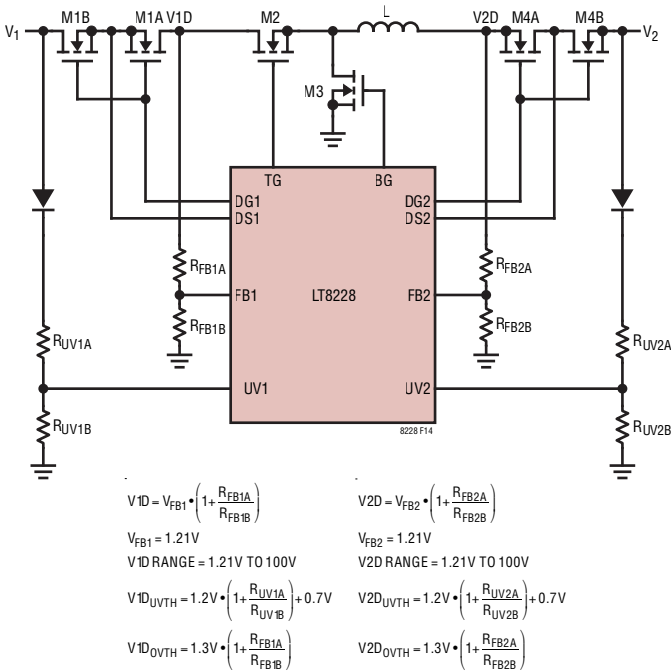 M1B M1A V1D M2 L V2D M4A M4B
V1 V2
M3
TG BG
DG1 DG2
DS1 DS2
RFB1A RFB2A
FB1 LT8228 FB2
RFB1B RFB2B
RUV1A RUV2A
UV1 UV2
RUV1B RUV2B
8228 F14
V1D = VFB1 • (1+ RFB1A/RFB1B)
VFB1 = 1.21V
V1D RANGE = 1.21V TO 100V
V1DUVTH = 1.2V • (1+ RUV1A/RUV1B) + 0.7V
V1DOVTH = 1.3V • (1+ RFB1A/RFB1B)
V2D = VFB2 • (1+ RFB2A/RFB2B)
VFB2 = 1.21V
V2D RANGE = 1.21V TO 100V
V2DUVTH = 1.2V • (1+ RUV2A/RUV2B) + 0.7V
V2DOVTH = 1.3V • (1+ RFB2A/RFB2B)